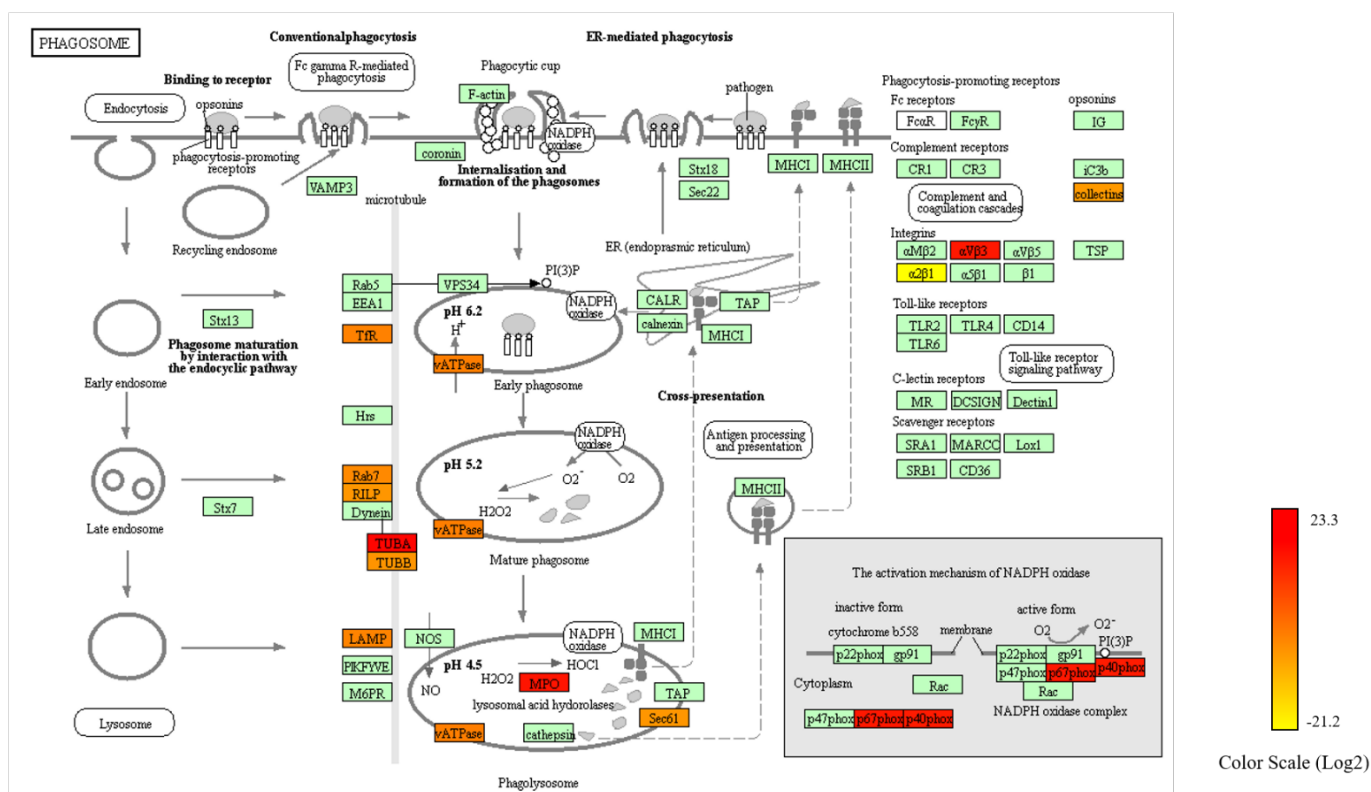 PHAGOSOME
Conventionalphagocytosis
ER-mediated phagocytosis
Fc gamma R-mediated
phagocytosis
Phagocytic cup
Binding to receptor
Endocytosis
opsonins
F-actin
pathogen
NADPH
oxidase
phagocytosis-promoting
receptors
coronin
Internalisation and
formation of the phagosomes
VAMP3
microtubule
Recycling endosome
Stx18
Sec22
MHCI
MHCII
ER (endoprasmic reticulum)
Phagocytosis-promoting receptors
Fc receptors
FcαR
FcγR
opsonins
IG
Complement receptors
CR1
CR3
iC3b
Complement and
coagulation cascades
collectins
Integrins
αMβ2
αVβ3
αVβ5
TSP
α2β1
α5β1
β1
Toll-like receptors
TLR2
TLR4
CD14
TLR6
Toll-like receptor
signaling pathway
C-lectin receptors
MR
DCSIGN
Dectin1
Scavenger receptors
SRA1
MARCO
Lox1
SRB1
CD36
Rab5
EEA1
VPS34
PI(3)P
NADPH
oxidase
pH 6.2
H+
TfR
vATPase
Early phagosome
CALR
calnexin
TAP
MHCI
Stx13
Phagosome maturation
by interaction with
the endocyclic pathway
Early endosome
Cross-presentation
Hrs
NADPH
oxidase
pH 5.2
O2-
O2
H2O2
Antigen processing
and presentation
MHCII
Rab7
RILP
Dynein
TUBA
TUBB
vATPase
Mature phagosome
Stx7
Late endosome
LAMP
PIKFYVE
M6PR
NOS
NO
NADPH
oxidase
MHCI
pH 4.5
H2O2
HOCl
MPO
lysosomal acid hydorolases
TAP
Sec61
vATPase
cathepsin
Phagolysosome
Lysosome
The activation mechanism of NADPH oxidase
inactive form
cytochrome b558
p22phox
gp91
membrane
active form
O2
O2-
PI(3)P
p22phox
gp91
p40phox
p47phox
p67phox
Rac
Cytoplasm
Rac
p47phox
p67phox
p40phox
NADPH oxidase complex
23.3
-21.2
Color Scale (Log2)